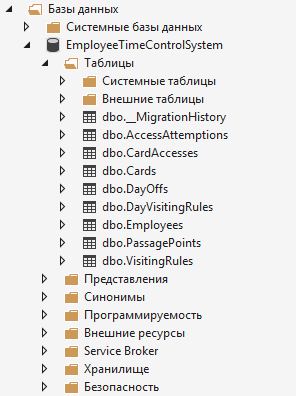 Базы данных
Системные базы данных
EmployeeTimeControlSystem
Таблицы
Системные таблицы
Внешние таблицы
dbo.__MigrationHistory
dbo.AccessAttemptions
dbo.CardAccesses
dbo.Cards
dbo.DayOffs
dbo.DayVisitingRules
dbo.Employees
dbo.PassagePoints
dbo.VisitingRules
Представления
Синонимы
Программируемость
Внешние ресурсы
Service Broker
Хранилище
Безопасность